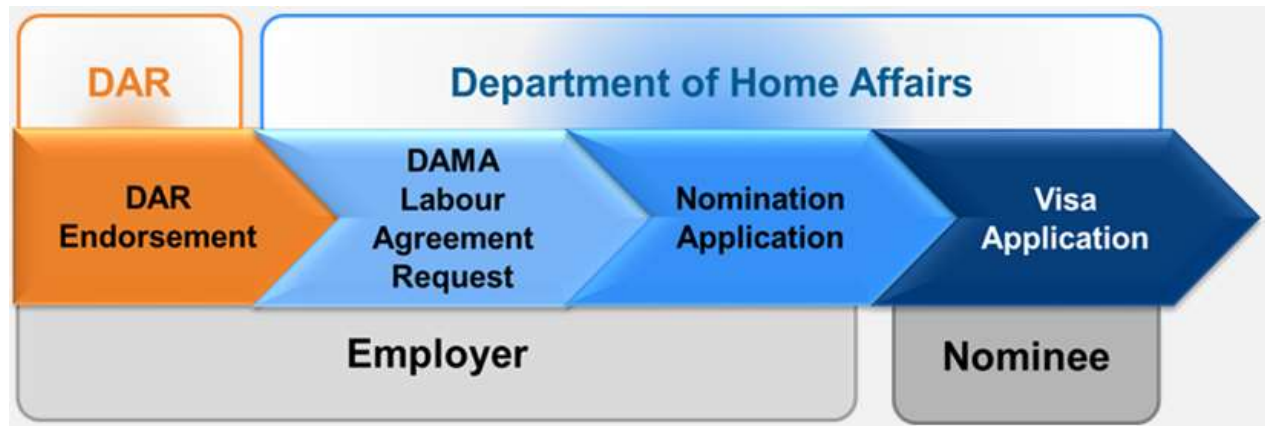 DAR
Department of Home Affairs
DAR
Endorsement
DAMA
Labour
Agreement
Request
Nomination
Application
Visa
Application
Employer
Nominee